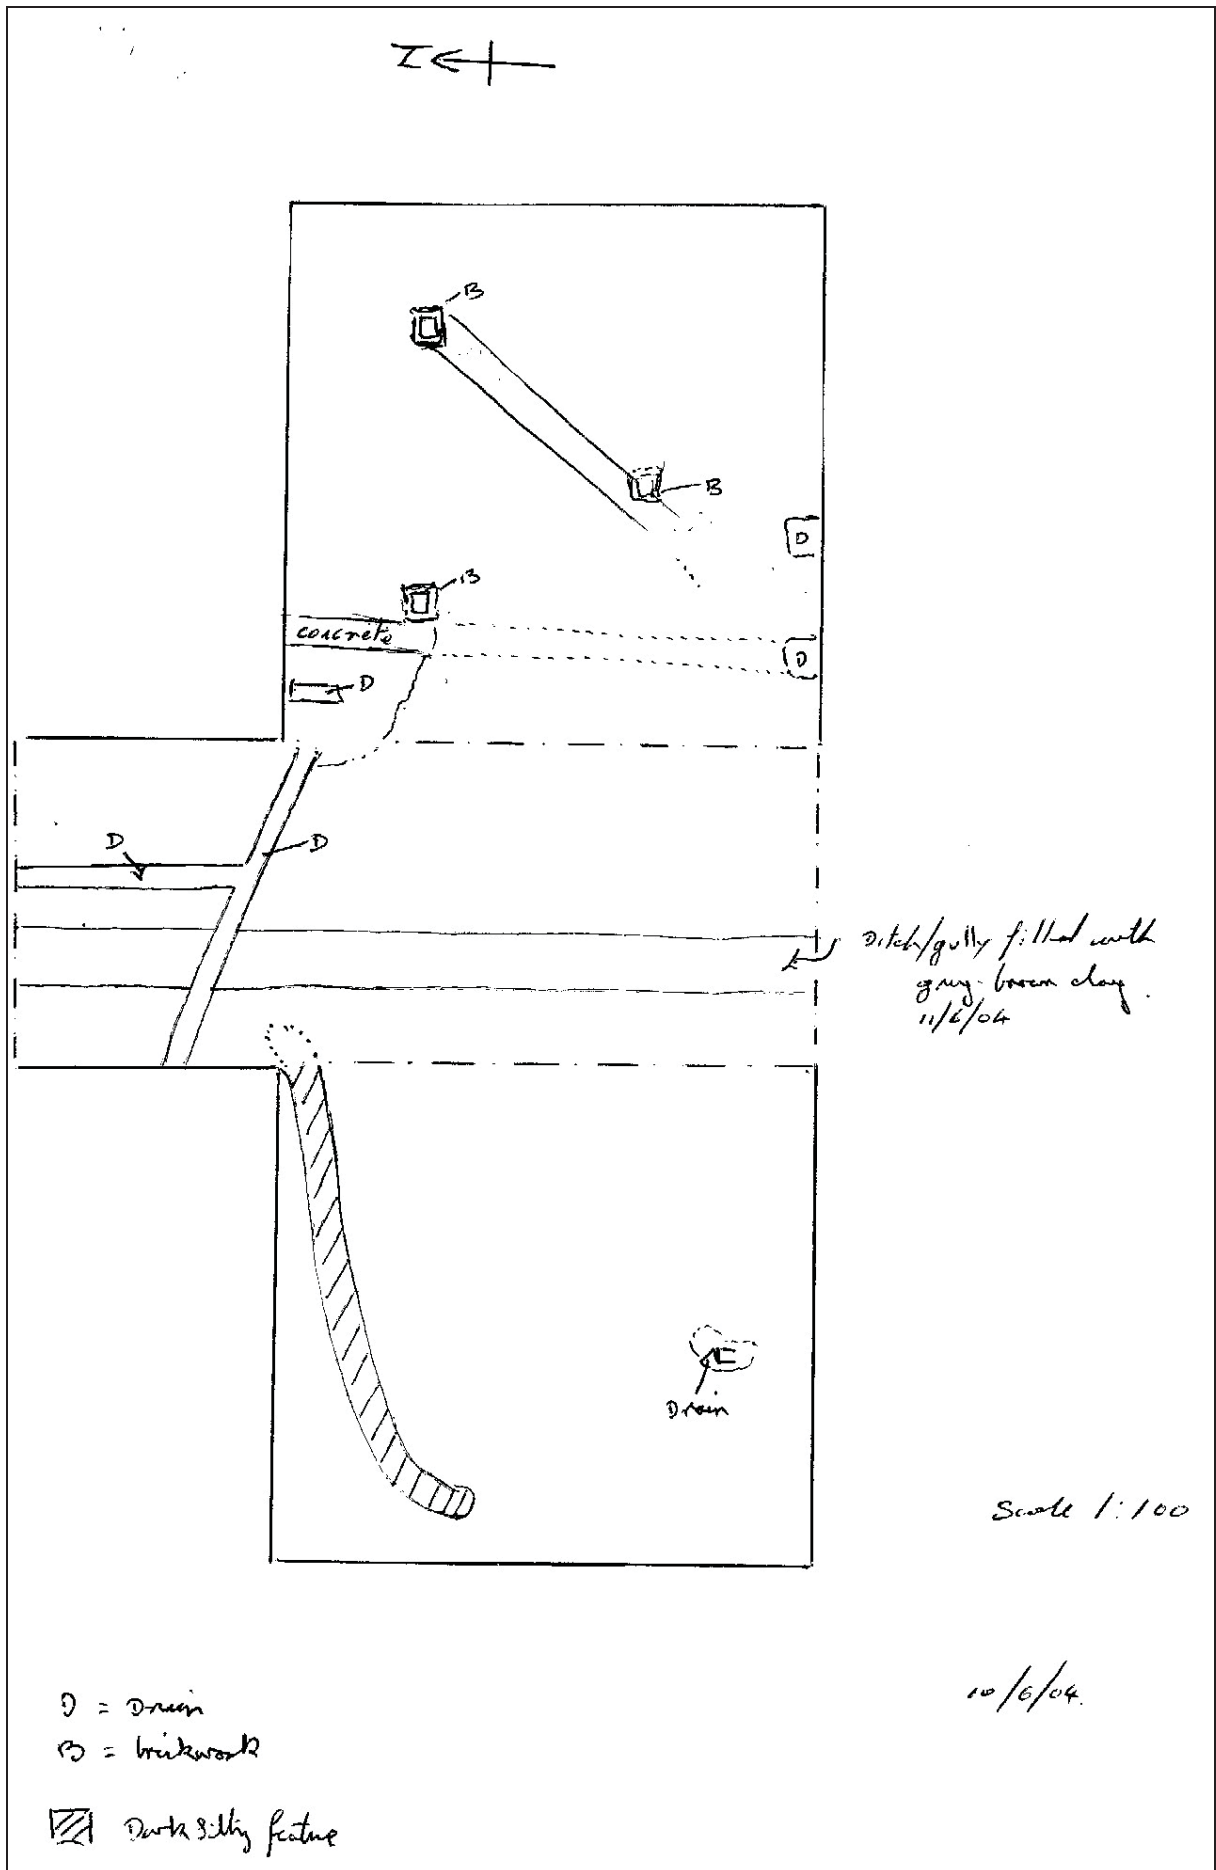 N
B
B
D
B
concrete
D
D
D
D
Ditch/gully filled with
grey-brown clay.
11/6/04
Drain
Scale 1:100
10/6/04.
D = Drain
B = brickwork
Dark Silty feature